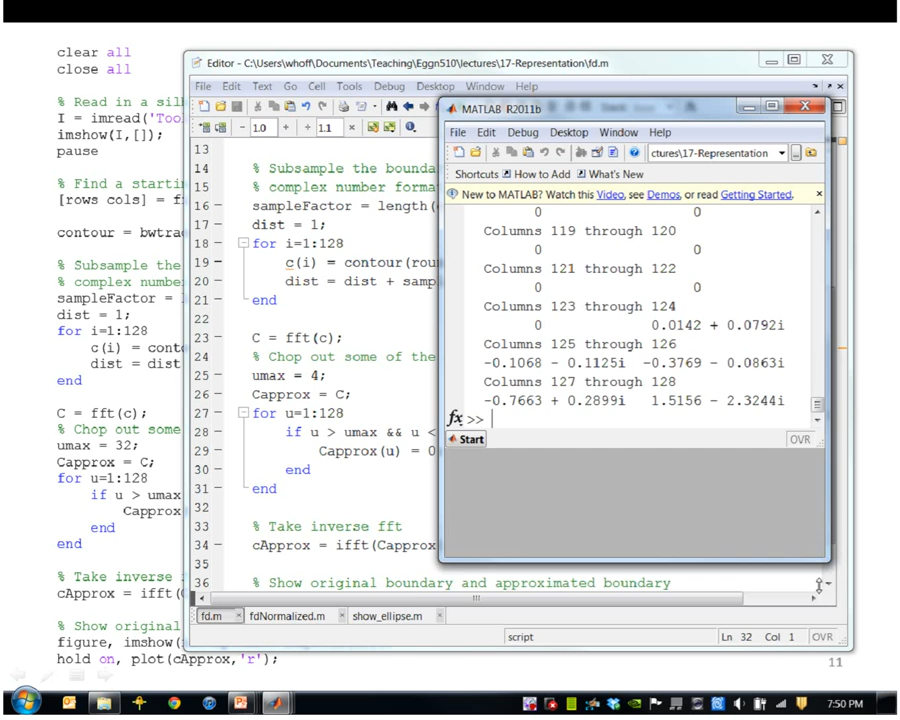 clear all
close all
% Read in a sil
I = imread('Too
imshow(I,[]);
pause
% Find a startin
[rows cols] = fi
contour = bwtrac
% Subsample the
% complex number
sampleFactor = l
dist = 1;
for i=1:128
c(i) = conto
dist = dist
end
C = fft(c);
% Chop out some
umax = 32;
Capprox = C;
for u=1:128
if u > umax
Capprox
end
end
% Take inverse f
cApprox = ifft(C
% Show original
figure, imshow(
hold on, plot(cApprox,'r');
11
Editor - C:\Users\whoff\Documents\Teaching\Eggn510\lectures\17-Representation\fd.m
File Edit Text Go Cell Tools Debug Desktop Window Help
1.0 1.1
13
14 % Subsample the bounda
15 % complex number forma
16 sampleFactor = length(
17 dist = 1;
18 for i=1:128
19 c(i) = contour(rou
20 dist = dist + samp
21 end
22
23 C = fft(c);
24 % Chop out some of the
25 umax = 4;
26 Capprox = C;
27 for u=1:128
28 if u > umax && u <
29 Capprox(u) = 0
30 end
31 end
32
33 % Take inverse fft
34 cApprox = ifft(Capprox
35
36 % Show original boundary and approximated boundary
fd.m fdNormalized.m show_ellipse.m
script Ln 32 Col 1 OVR
MATLAB R2011b
File Edit Debug Desktop Window Help
ctures\17-Representation
Shortcuts How to Add What's New
New to MATLAB? Watch this Video, see Demos, or read Getting Started.
0 0
Columns 119 through 120
0 0
Columns 121 through 122
0 0
Columns 123 through 124
0 0.0142 + 0.0792i
Columns 125 through 126
-0.1068 - 0.1125i -0.3769 - 0.0863i
Columns 127 through 128
-0.7663 + 0.2899i 1.5156 - 2.3244i
fx >>
Start OVR
7:50 PM